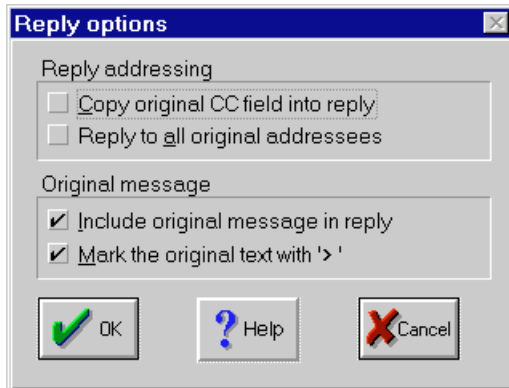 Reply options
Reply addressing
Copy original CC field into reply
Reply to all original addressees
Original message
Include original message in reply
Mark the original text with '> '
OK
Help
Cancel